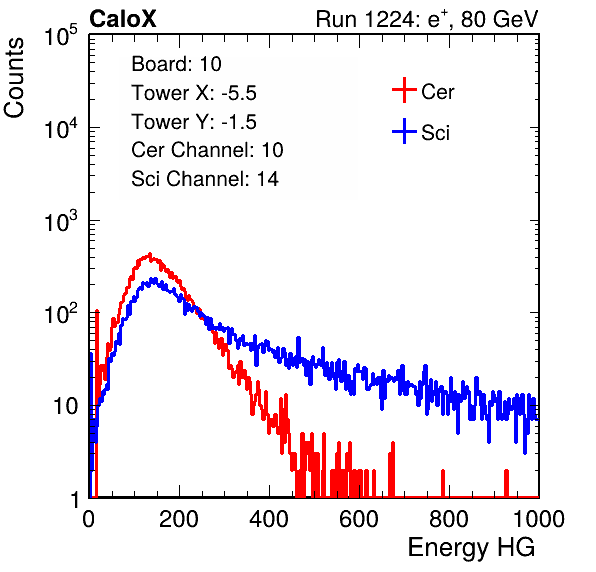 CaloX Run 1224: e⁺, 80 GeV
Counts
10⁵
10⁴
10³
10²
10
1
Board: 10
Tower X: -5.5
Tower Y: -1.5
Cer Channel: 10
Sci Channel: 14
Cer
Sci
0 200 400 600 800 1000
Energy HG